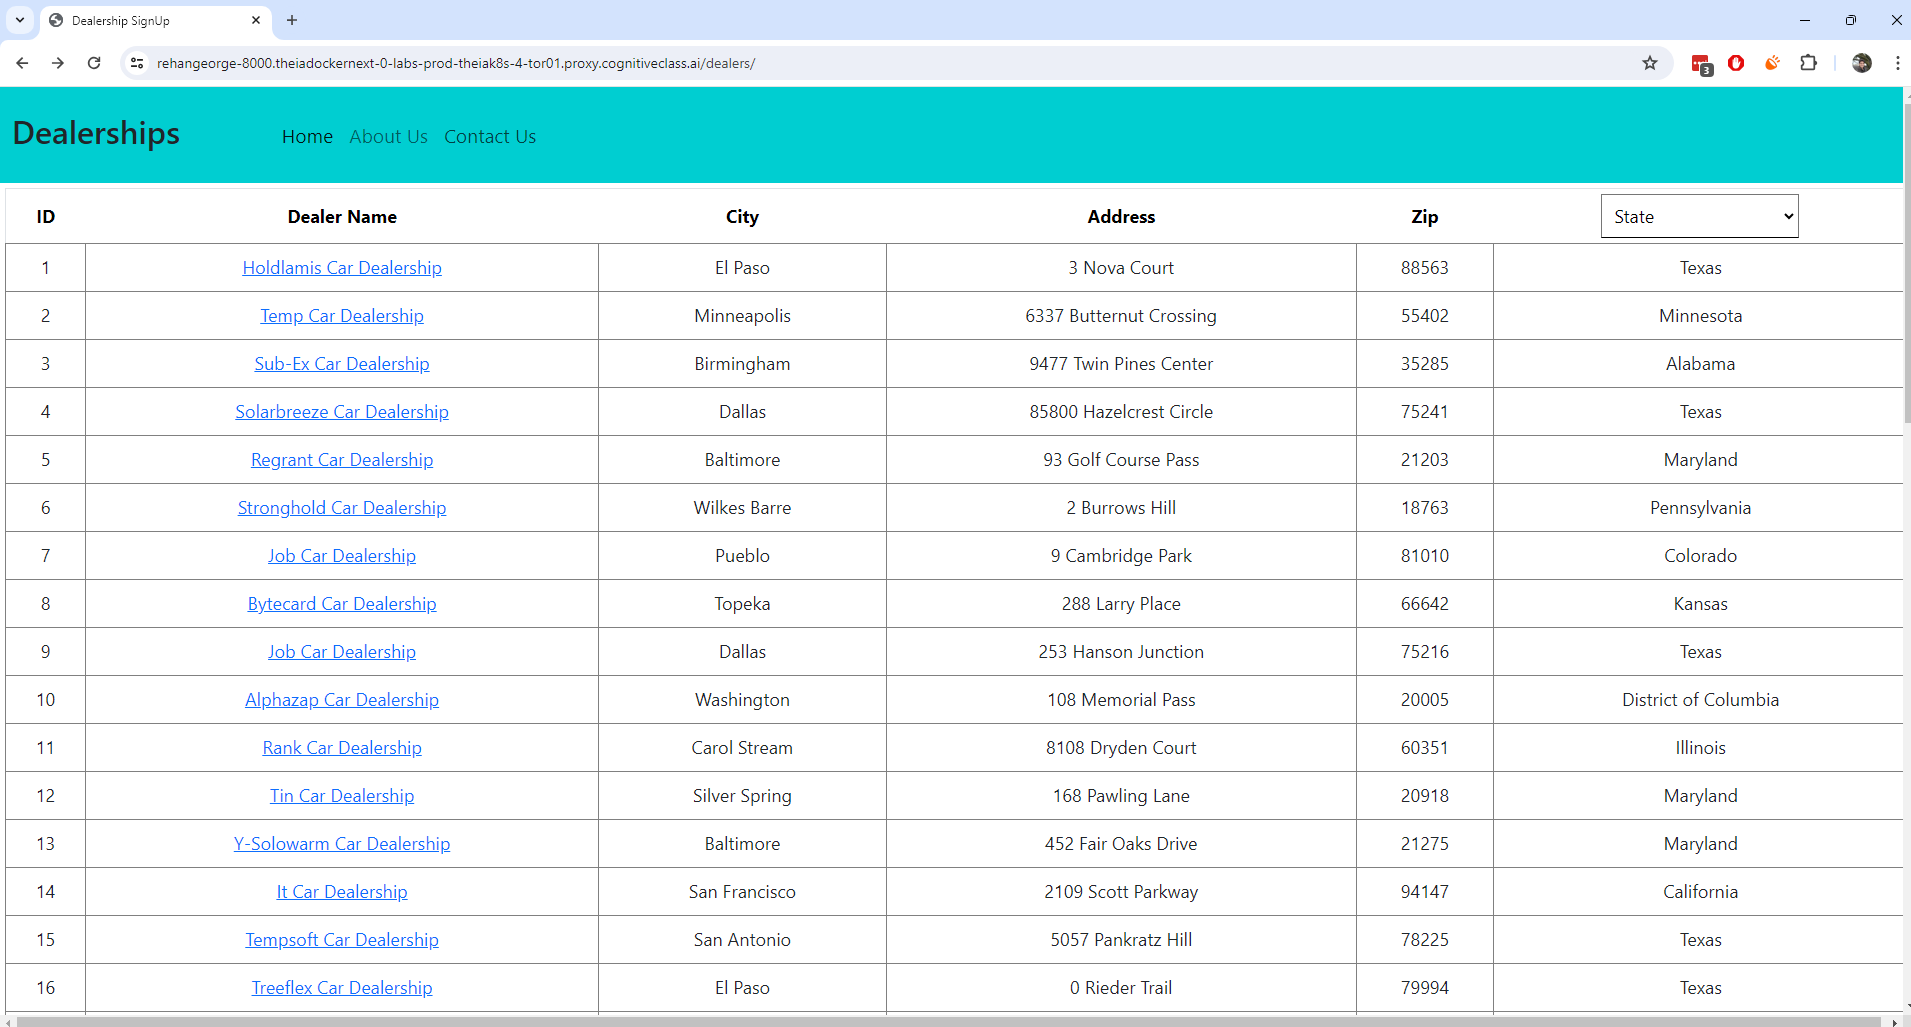 Dealership SignUp
rehangeorge-8000.theiadockernext-0-labs-prod-theiak8s-4-tor01.proxy.cognitiveclass.ai/dealers/
3
Dealerships Home About Us Contact Us
ID Dealer Name City Address Zip State
1 Holdlamis Car Dealership El Paso 3 Nova Court 88563 Texas
2 Temp Car Dealership Minneapolis 6337 Butternut Crossing 55402 Minnesota
3 Sub-Ex Car Dealership Birmingham 9477 Twin Pines Center 35285 Alabama
4 Solarbreeze Car Dealership Dallas 85800 Hazelcrest Circle 75241 Texas
5 Regrant Car Dealership Baltimore 93 Golf Course Pass 21203 Maryland
6 Stronghold Car Dealership Wilkes Barre 2 Burrows Hill 18763 Pennsylvania
7 Job Car Dealership Pueblo 9 Cambridge Park 81010 Colorado
8 Bytecard Car Dealership Topeka 288 Larry Place 66642 Kansas
9 Job Car Dealership Dallas 253 Hanson Junction 75216 Texas
10 Alphazap Car Dealership Washington 108 Memorial Pass 20005 District of Columbia
11 Rank Car Dealership Carol Stream 8108 Dryden Court 60351 Illinois
12 Tin Car Dealership Silver Spring 168 Pawling Lane 20918 Maryland
13 Y-Solowarm Car Dealership Baltimore 452 Fair Oaks Drive 21275 Maryland
14 It Car Dealership San Francisco 2109 Scott Parkway 94147 California
15 Tempsoft Car Dealership San Antonio 5057 Pankratz Hill 78225 Texas
16 Treeflex Car Dealership El Paso 0 Rieder Trail 79994 Texas